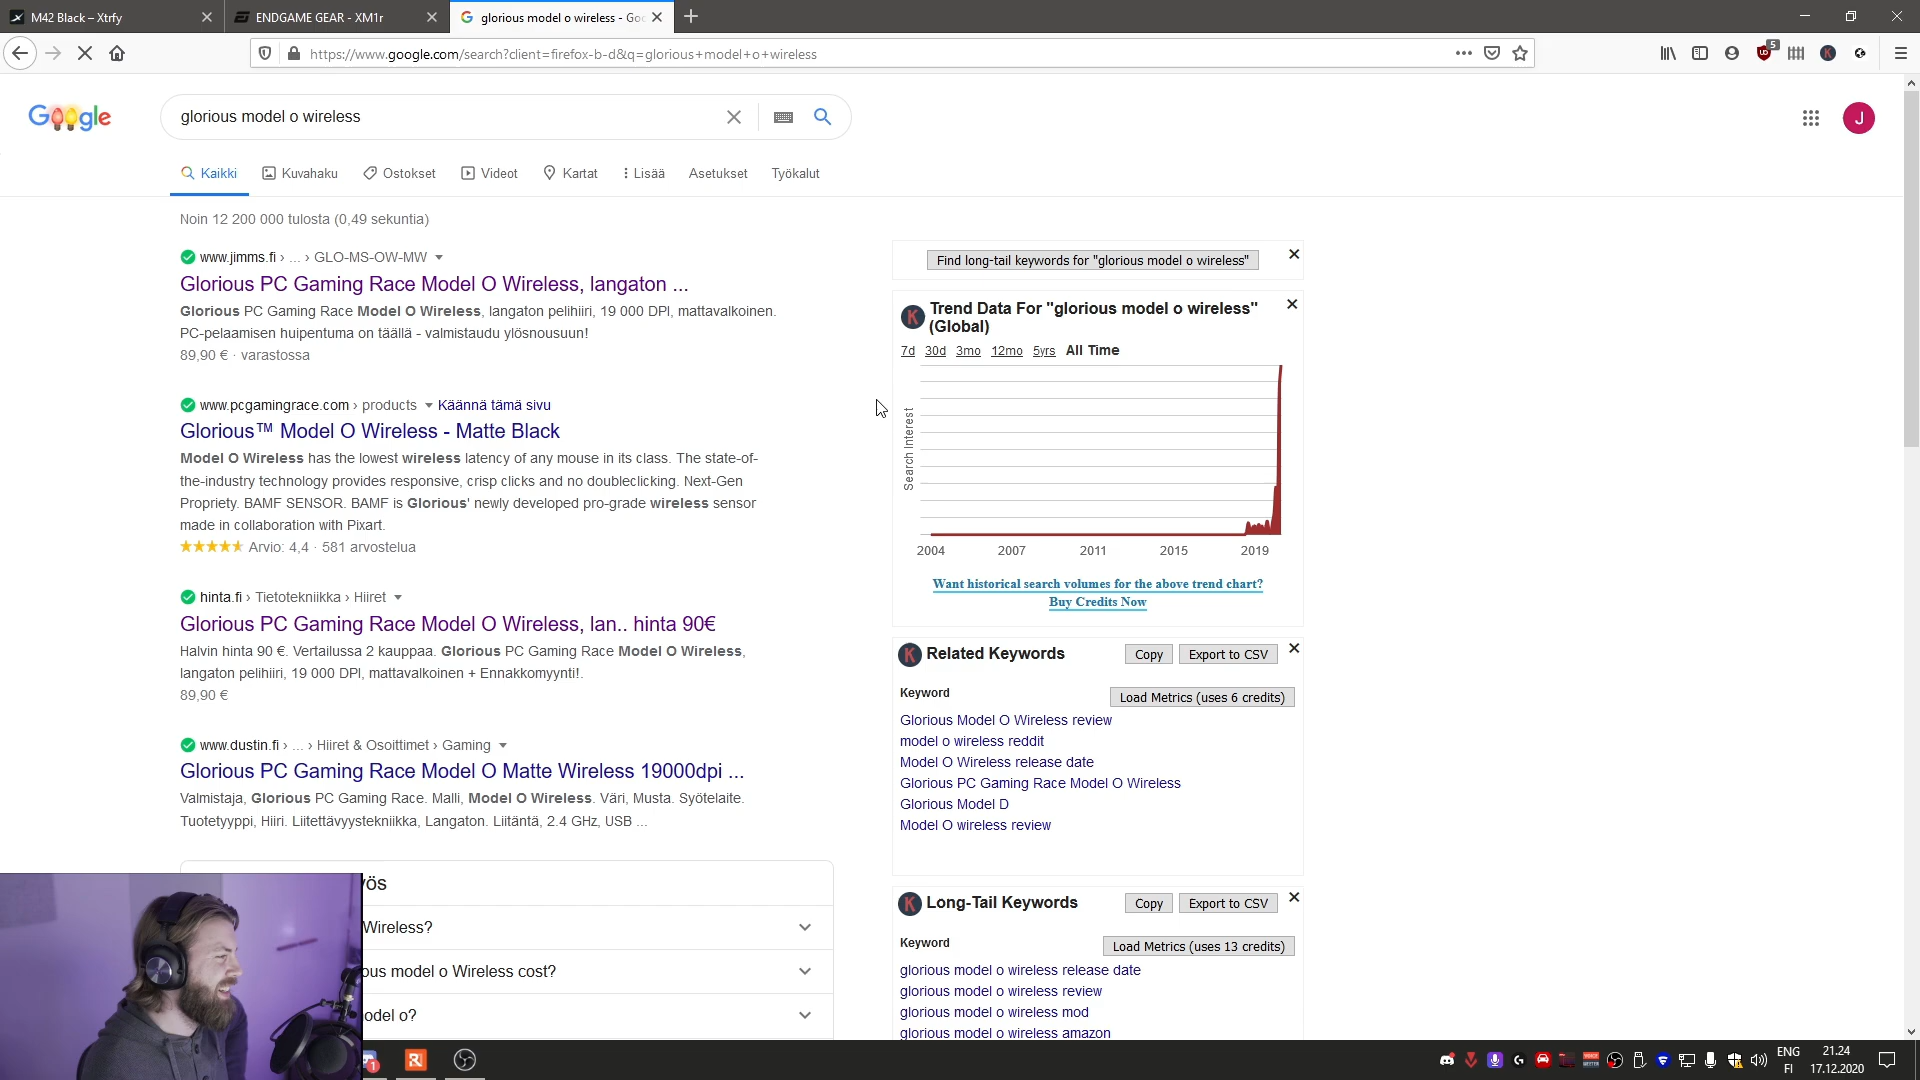 M42 Black – Xtrfy
ENDGAME GEAR - XM1r
glorious model o wireless - Goo
https://www.google.com/search?client=firefox-b-d&q=glorious+model+o+wireless
5
Google
glorious model o wireless
J
Kaikki
Kuvahaku
Ostokset
Videot
Kartat
Lisää
Asetukset
Työkalut
Noin 12 200 000 tulosta (0,49 sekuntia)
www.jimms.fi › ... › GLO-MS-OW-MW
Glorious PC Gaming Race Model O Wireless, langaton ...
Glorious PC Gaming Race Model O Wireless, langaton pelihiiri, 19 000 DPI, mattavalkoinen.
PC-pelaamisen huipentuma on täällä - valmistaudu ylösnousuun!
89,90 € · varastossa
www.pcgamingrace.com › products Käännä tämä sivu
Glorious™ Model O Wireless - Matte Black
Model O Wireless has the lowest wireless latency of any mouse in its class. The state-of-
the-industry technology provides responsive, crisp clicks and no doubleclicking. Next-Gen
Propriety. BAMF SENSOR. BAMF is Glorious' newly developed pro-grade wireless sensor
made in collaboration with Pixart.
Arvio: 4,4 · 581 arvostelua
hinta.fi › Tietotekniikka › Hiiret
Glorious PC Gaming Race Model O Wireless, lan.. hinta 90€
Halvin hinta 90 €. Vertailussa 2 kauppaa. Glorious PC Gaming Race Model O Wireless,
langaton pelihiiri, 19 000 DPI, mattavalkoinen + Ennakkomyynti!.
89,90 €
www.dustin.fi › ... › Hiiret & Osoittimet › Gaming
Glorious PC Gaming Race Model O Matte Wireless 19000dpi ...
Valmistaja, Glorious PC Gaming Race. Malli, Model O Wireless. Väri, Musta. Syötelaite.
Tuotetyyppi, Hiiri. Liitettävyystekniikka, Langaton. Liitäntä, 2.4 GHz, USB ...
yös
Wireless?
ous model o Wireless cost?
odel o?
Find long-tail keywords for "glorious model o wireless"
K
Trend Data For "glorious model o wireless"
(Global)
7d 30d 3mo 12mo 5yrs All Time
Search Interest
2004 2007 2011 2015 2019
Want historical search volumes for the above trend chart?
Buy Credits Now
K
Related Keywords
Copy
Export to CSV
Keyword
Load Metrics (uses 6 credits)
Glorious Model O Wireless review
model o wireless reddit
Model O Wireless release date
Glorious PC Gaming Race Model O Wireless
Glorious Model D
Model O wireless review
K
Long-Tail Keywords
Copy
Export to CSV
Keyword
Load Metrics (uses 13 credits)
glorious model o wireless release date
glorious model o wireless review
glorious model o wireless mod
glorious model o wireless amazon
1
ENG
FI
21.24
17.12.2020